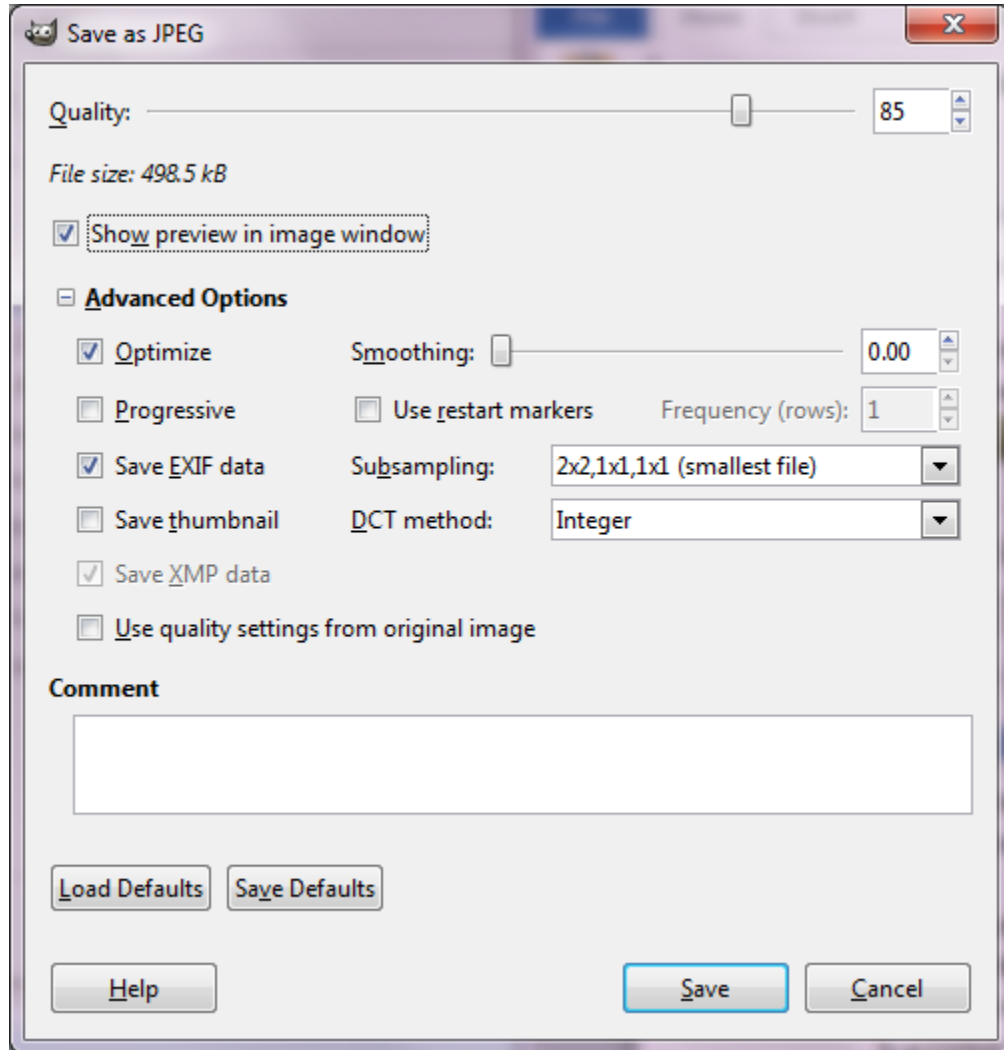 Save as JPEG
Quality: 85
File size: 498.5 kB
Show preview in image window
Advanced Options
Optimize Smoothing: 0.00
Progressive Use restart markers Frequency (rows): 1
Save EXIF data Subsampling: 2x2,1x1,1x1 (smallest file)
Save thumbnail DCT method: Integer
Save XMP data
Use quality settings from original image
Comment
Load Defaults Save Defaults
Help Save Cancel